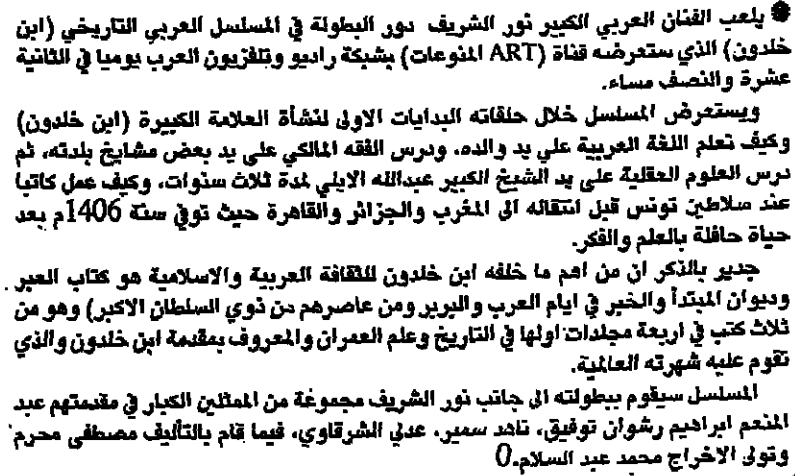 ● يلعب الفنان العربي الكبير نور الشريف دور البطولة في المسلسل العربي التاريخي (ابن
خلدون) الذي ستعرضه قناة (ART المنوعات) بشبكة راديو وتلفزيون العرب يوميا في الثانية
عشرة والنصف مساء.
ويستعرض المسلسل خلال حلقاته البدايات الاولى لنشأة العلامة الكبيرة (ابن خلدون)
وكيف تعلم اللغة العربية علي يد والده. ودرس الفقه المالكي على يد بعض مشايخ بلدته، ثم
درس العلوم العقلية على يد الشيخ الكبير عبدالله الايلي لمدة ثلاث سنوات، وكيف عمل كاتبا
عند سلاطين تونس قبل انتقاله الى المغرب والجزائر والقاهرة حيث توفي سنة 1406م بعد
حياة حافلة بالعلم والفكر.
جدير بالذكر ان من اهم ما خلفه ابن خلدون للثقافة العربية والاسلامية هو كتاب العبر
وديوان المبتدأ والخبر في ايام العرب والبربر ومن عاصرهم من ذوي السلطان الاكبر) وهو من
ثلاث كتب في اربعة مجلدات اولها في التاريخ وعلم العمران والمعروف بمقدمة ابن خلدون والذي
تقوم عليه شهرته العالمية.
المسلسل سيقوم ببطولته الى جانب نور الشريف مجموعة من الممثلين الكبار في مقدمتهم عبد
المنعم ابراهيم رشوان توفيق، ناهد سمير. عدلي الشرقاوي، فيما قام بالتأليف مصطفى محرم
وتولى الاخراج محمد عبد السلام.0